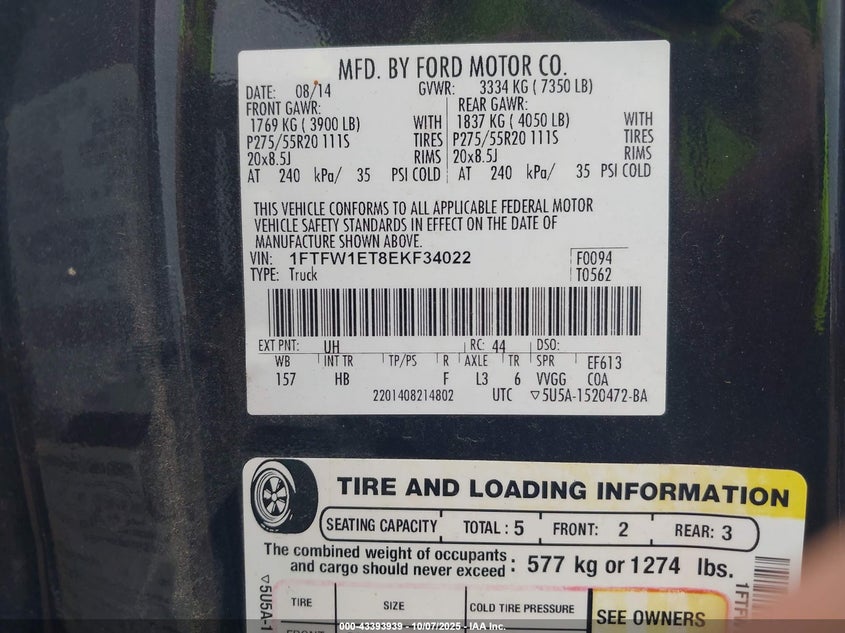 MFD. BY FORD MOTOR CO.
DATE: 08/14 GVWR: 3334 KG ( 7350 LB)
FRONT GAWR: REAR GAWR:
1769 KG ( 3900 LB) WITH 1837 KG ( 4050 LB) WITH
P275/55R20 111S TIRES P275/55R20 111S TIRES
20x8.5J RIMS 20x8.5J RIMS
AT 240 kPa/ 35 PSI COLD AT 240 kPa/ 35 PSI COLD
THIS VEHICLE CONFORMS TO ALL APPLICABLE FEDERAL MOTOR
VEHICLE SAFETY STANDARDS IN EFFECT ON THE DATE OF
MANUFACTURE SHOWN ABOVE.
VIN: 1FTFW1ET8EKF34022 F0094
TYPE: Truck T0562
EXT PNT: UH RC: 44 DSO:
WB INT TR TP/PS R AXLE TR SPR EF613
157 HB F L3 6 VVGG COA
2201408214802 UTC ▽5U5A-1520472-BA
TIRE AND LOADING INFORMATION
SEATING CAPACITY TOTAL : 5 FRONT: 2 REAR: 3
The combined weight of occupants
and cargo should never exceed : 577 kg or 1274 lbs.
TIRE SIZE COLD TIRE PRESSURE SEE OWNERS
▽5U5A-1
1FTFW
000-43393939 - 10/07/2025 - IAA Inc.